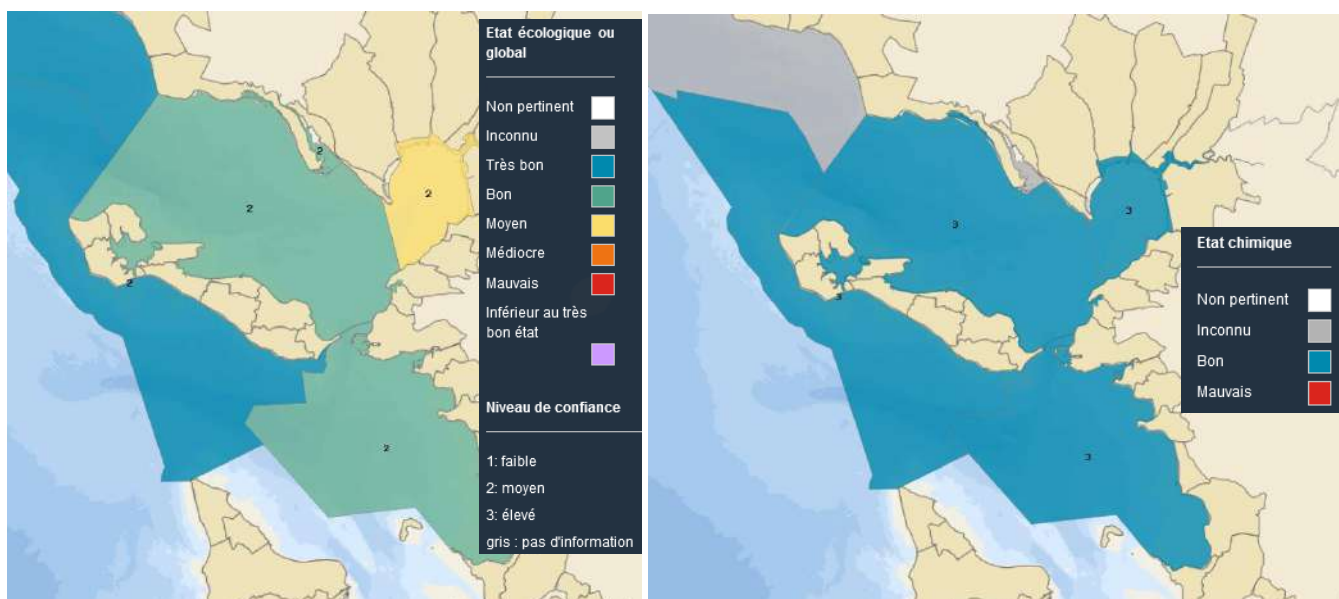 Etat écologique ou
global
Non pertinent
Inconnu
Très bon
Bon
Moyen
Médiocre
Mauvais
Inférieur au très
bon état
Niveau de confiance
1: faible
2: moyen
3: élevé
gris : pas d'information
2
2
2
2
2
Etat chimique
Non pertinent
Inconnu
Bon
Mauvais
3
3
3
3